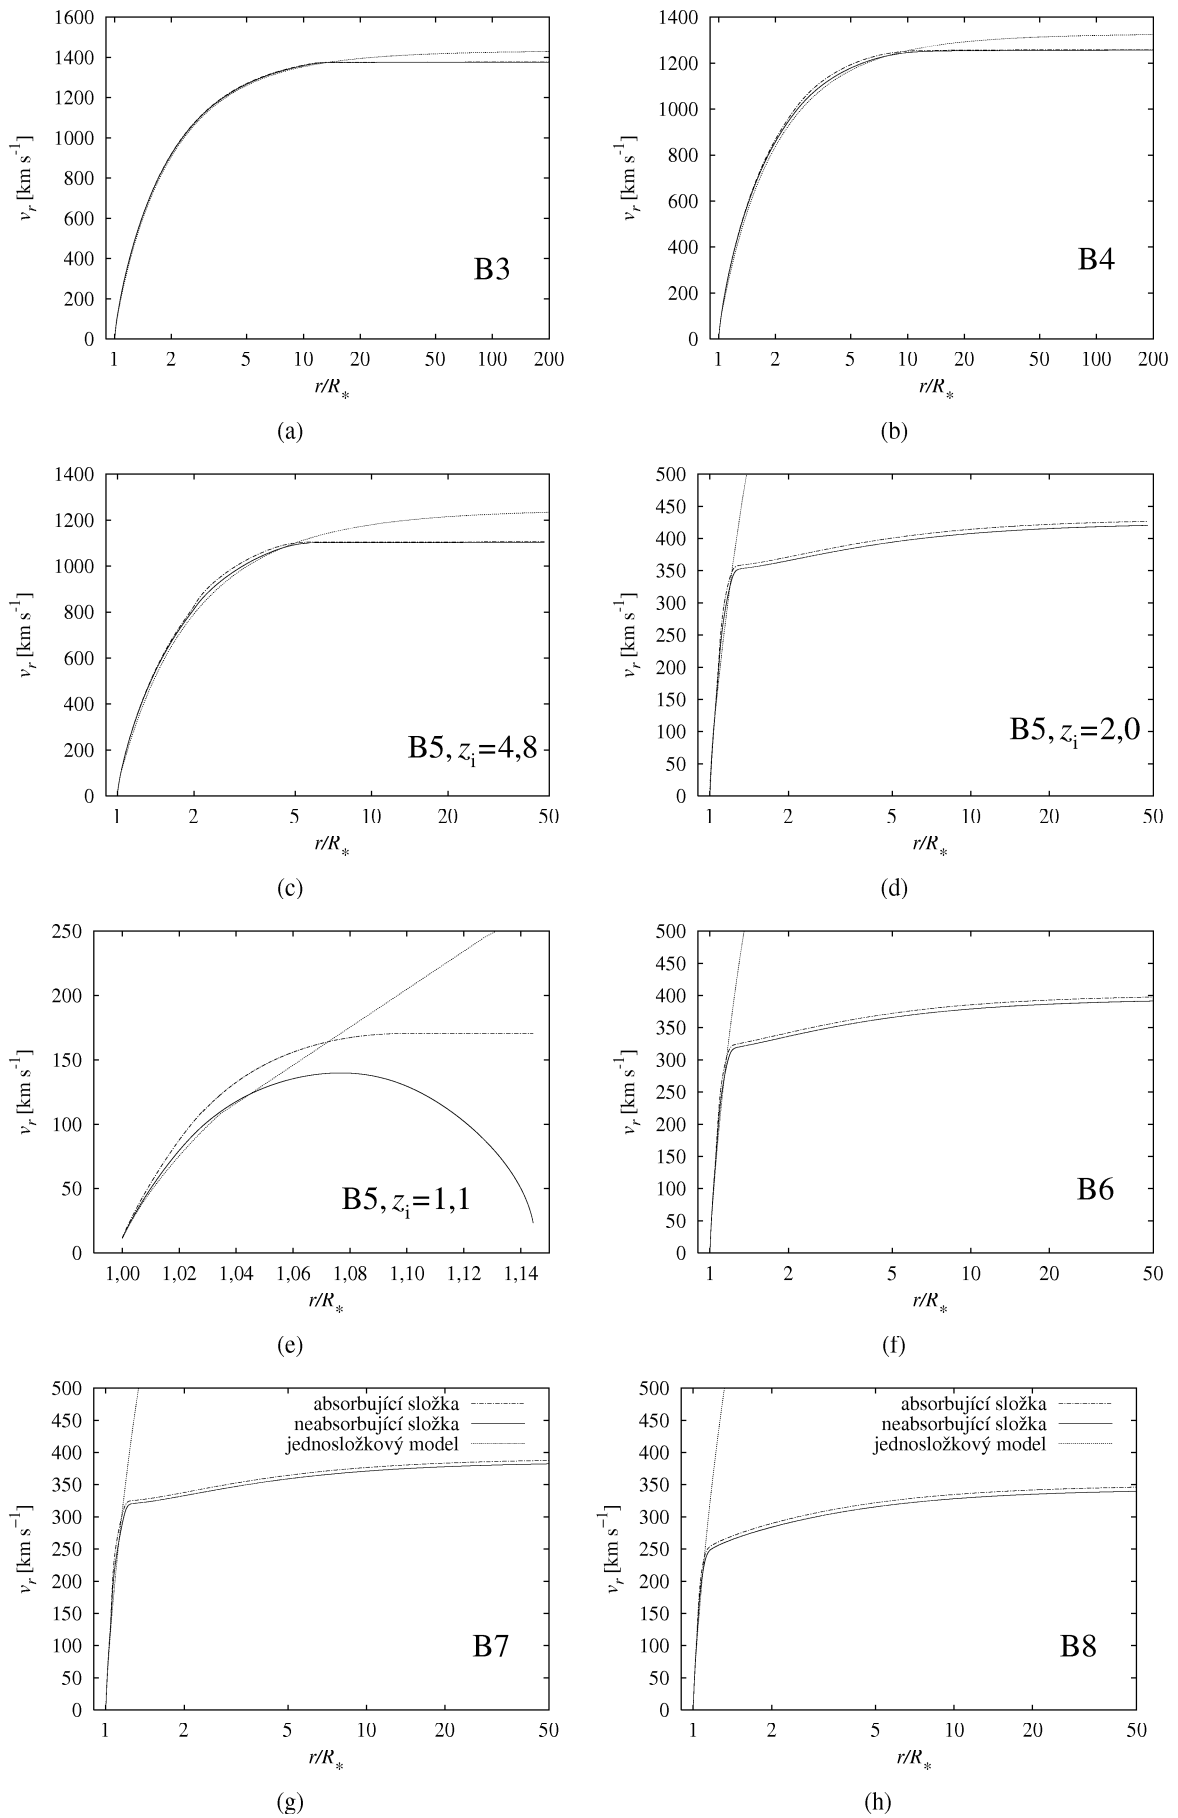 1600
1400
1200
1000
800
600
400
200
0
v_r [km s^-1]
B3
1 2 5 10 20 50 100 200
r/R_*
(a)
1400
1200
1000
800
600
400
200
0
v_r [km s^-1]
B4
1 2 5 10 20 50 100 200
r/R_*
(b)
1400
1200
1000
800
600
400
200
0
v_r [km s^-1]
B5, z_i=4,8
1 2 5 10 20 50
r/R_*
(c)
500
450
400
350
300
250
200
150
100
50
0
v_r [km s^-1]
B5, z_i=2,0
1 2 5 10 20 50
r/R_*
(d)
250
200
150
100
50
0
v_r [km s^-1]
B5, z_i=1,1
1,00 1,02 1,04 1,06 1,08 1,10 1,12 1,14
r/R_*
(e)
500
450
400
350
300
250
200
150
100
50
0
v_r [km s^-1]
B6
1 2 5 10 20 50
r/R_*
(f)
500
450
400
350
300
250
200
150
100
50
0
v_r [km s^-1]
absorbující složka
neabsorbující složka
jednosložkový model
B7
1 2 5 10 20 50
r/R_*
(g)
500
450
400
350
300
250
200
150
100
50
0
v_r [km s^-1]
absorbující složka
neabsorbující složka
jednosložkový model
B8
1 2 5 10 20 50
r/R_*
(h)